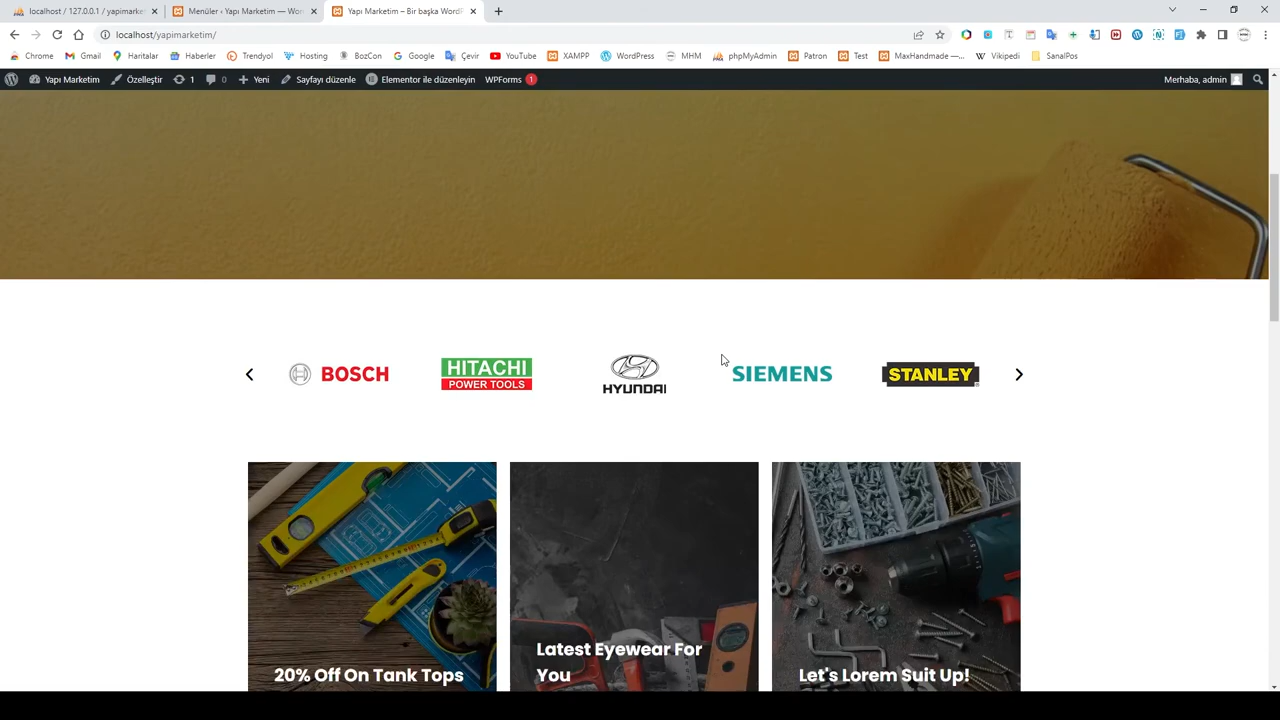 localhost / 127.0.0.1 / yapimarket
Menüler ‹ Yapı Marketim — Wor
Yapı Marketim – Bir başka WordP
localhost/yapimarketim/
Chrome
Gmail
Haritalar
Haberler
Trendyol
Hosting
BozCon
Google
Çevir
YouTube
XAMPP
WordPress
MHM
phpMyAdmin
Patron
Test
MaxHandmade —...
Vikipedi
SanalPos
Yapı Marketim
Özelleştir
1
0
Yeni
Sayfayı düzenle
Elementor ile düzenleyin
WPForms 1
Merhaba, admin
BOSCH
HITACHI
POWER TOOLS
HYUNDAI
SIEMENS
STANLEY
20% Off On Tank Tops
Latest Eyewear For
You
Let's Lorem Suit Up!